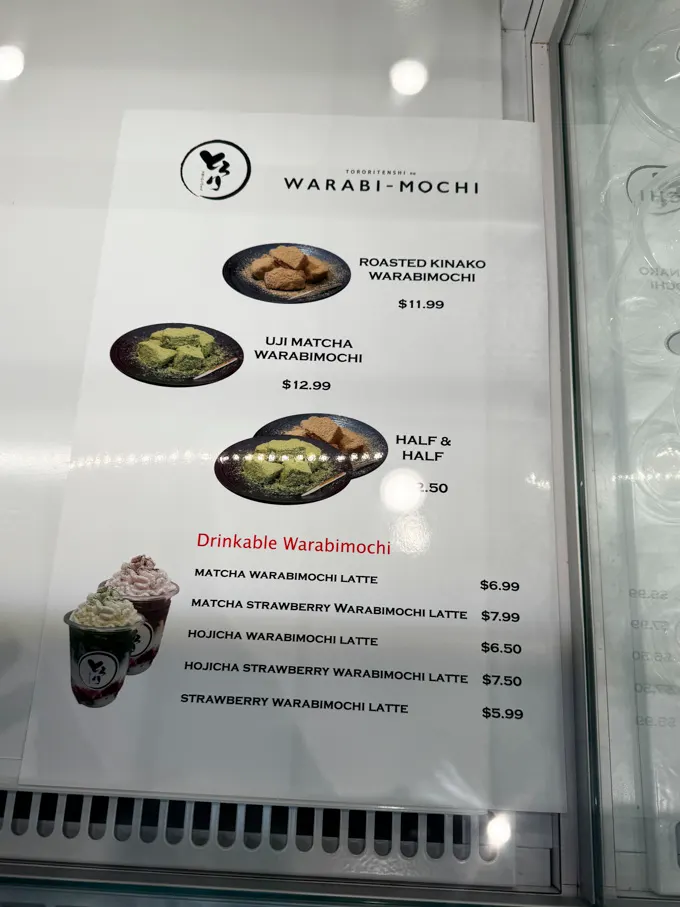 とろり
TORORITENSHI no
WARABI-MOCHI
ROASTED KINAKO
WARABIMOCHI
$11.99
UJI MATCHA
WARABIMOCHI
$12.99
HALF &
HALF
2.50
Drinkable Warabimochi
MATCHA WARABIMOCHI LATTE $6.99
MATCHA STRAWBERRY WARABIMOCHI LATTE $7.99
HOJICHA WARABIMOCHI LATTE $6.50
HOJICHA STRAWBERRY WARABIMOCHI LATTE $7.50
STRAWBERRY WARABIMOCHI LATTE $5.99